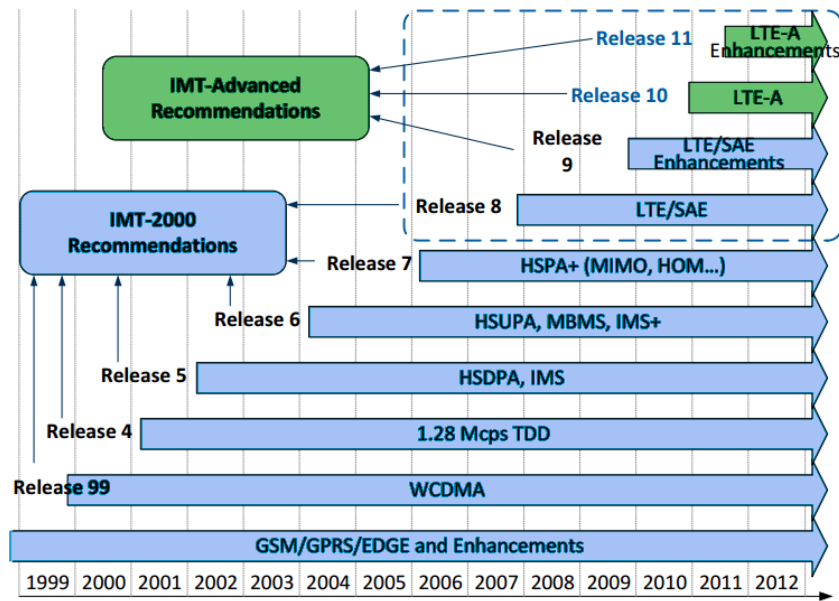 Release 11
LTE-A
Enhancements
IMT-Advanced
Recommendations
Release 10
LTE-A
Release
9
LTE/SAE
Enhancements
IMT-2000
Recommendations
Release 8
LTE/SAE
Release 7
HSPA+ (MIMO, HOM...)
Release 6
HSUPA, MBMS, IMS+
Release 5
HSDPA, IMS
Release 4
1.28 Mcps TDD
Release 99
WCDMA
GSM/GPRS/EDGE and Enhancements
1999 2000 2001 2002 2003 2004 2005 2006 2007 2008 2009 2010 2011 2012